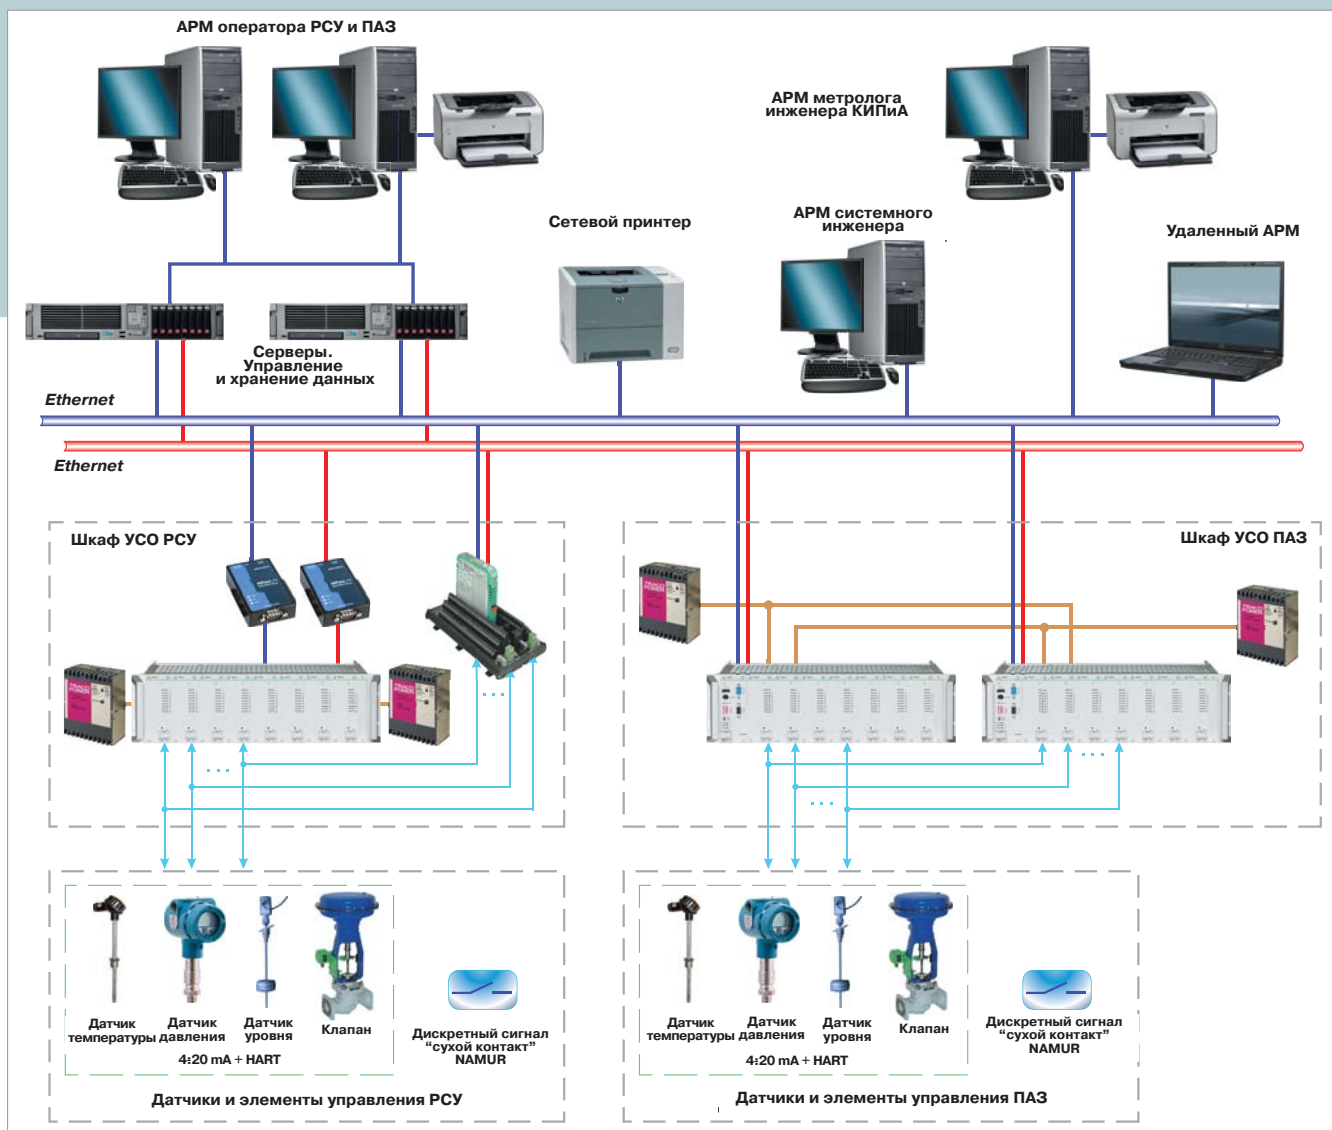 АРМ оператора РСУ и ПАЗ
АРМ метролога
инженера КИПиА
Сетевой принтер
АРМ системного
инженера
Удаленный АРМ
Серверы.
Управление
и хранение данных
Ethernet
Ethernet
Шкаф УСО РСУ
Шкаф УСО ПАЗ
Датчик
температуры
Датчик
давления
Датчик
уровня
Клапан
4÷20 mA + HART
Дискретный сигнал
“сухой контакт”
NAMUR
Датчики и элементы управления РСУ
Датчик
температуры
Датчик
давления
Датчик
уровня
Клапан
4÷20 mA + HART
Дискретный сигнал
“сухой контакт”
NAMUR
Датчики и элементы управления ПАЗ